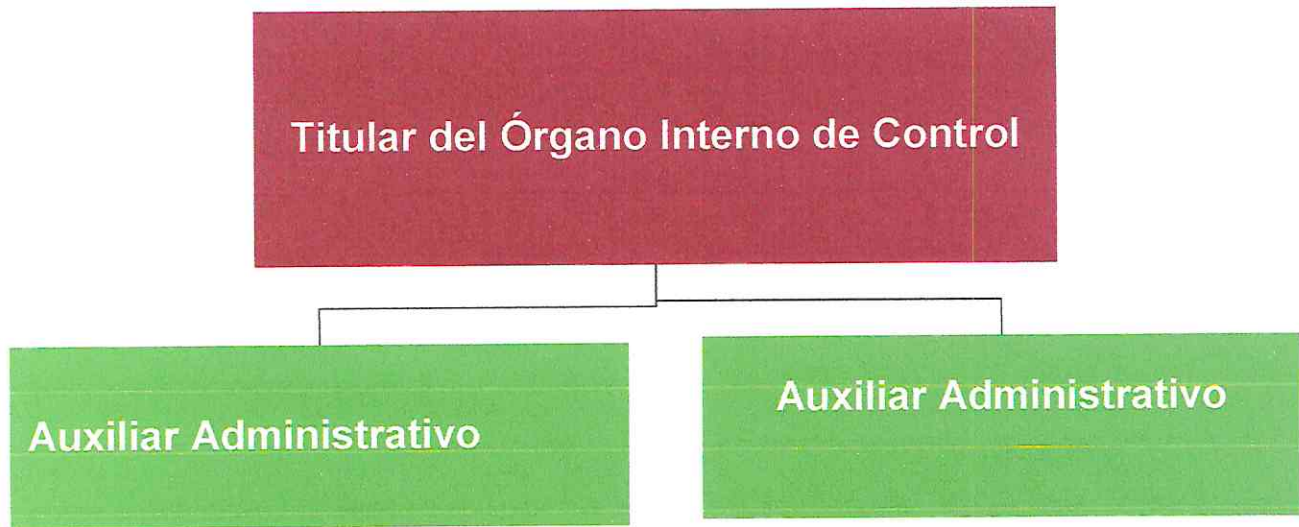 Titular del Órgano Interno de Control
Auxiliar Administrativo
Auxiliar Administrativo